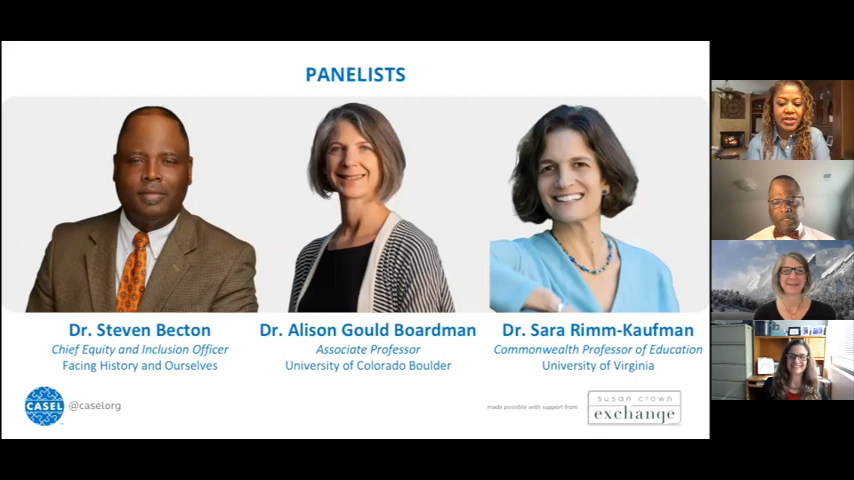 PANELISTS
Dr. Steven Becton
Chief Equity and Inclusion Officer
Facing History and Ourselves
Dr. Alison Gould Boardman
Associate Professor
University of Colorado Boulder
Dr. Sara Rimm-Kaufman
Commonwealth Professor of Education
University of Virginia
CASEL
@caselorg
made possible with support from
susan crown
exchange